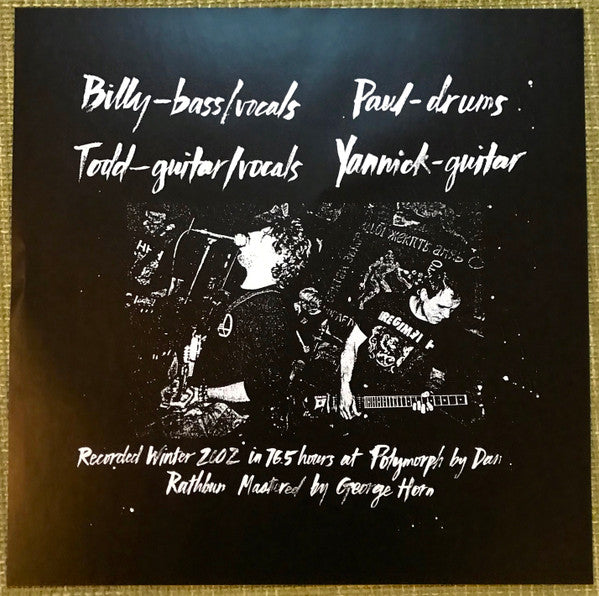 Billy-bass/vocals Paul-drums
Todd-guitar/vocals Yannick-guitar
Recorded Winter 2002 in 76.5 hours at Polymorph by Dan
Rathbun Mastered by George Horn